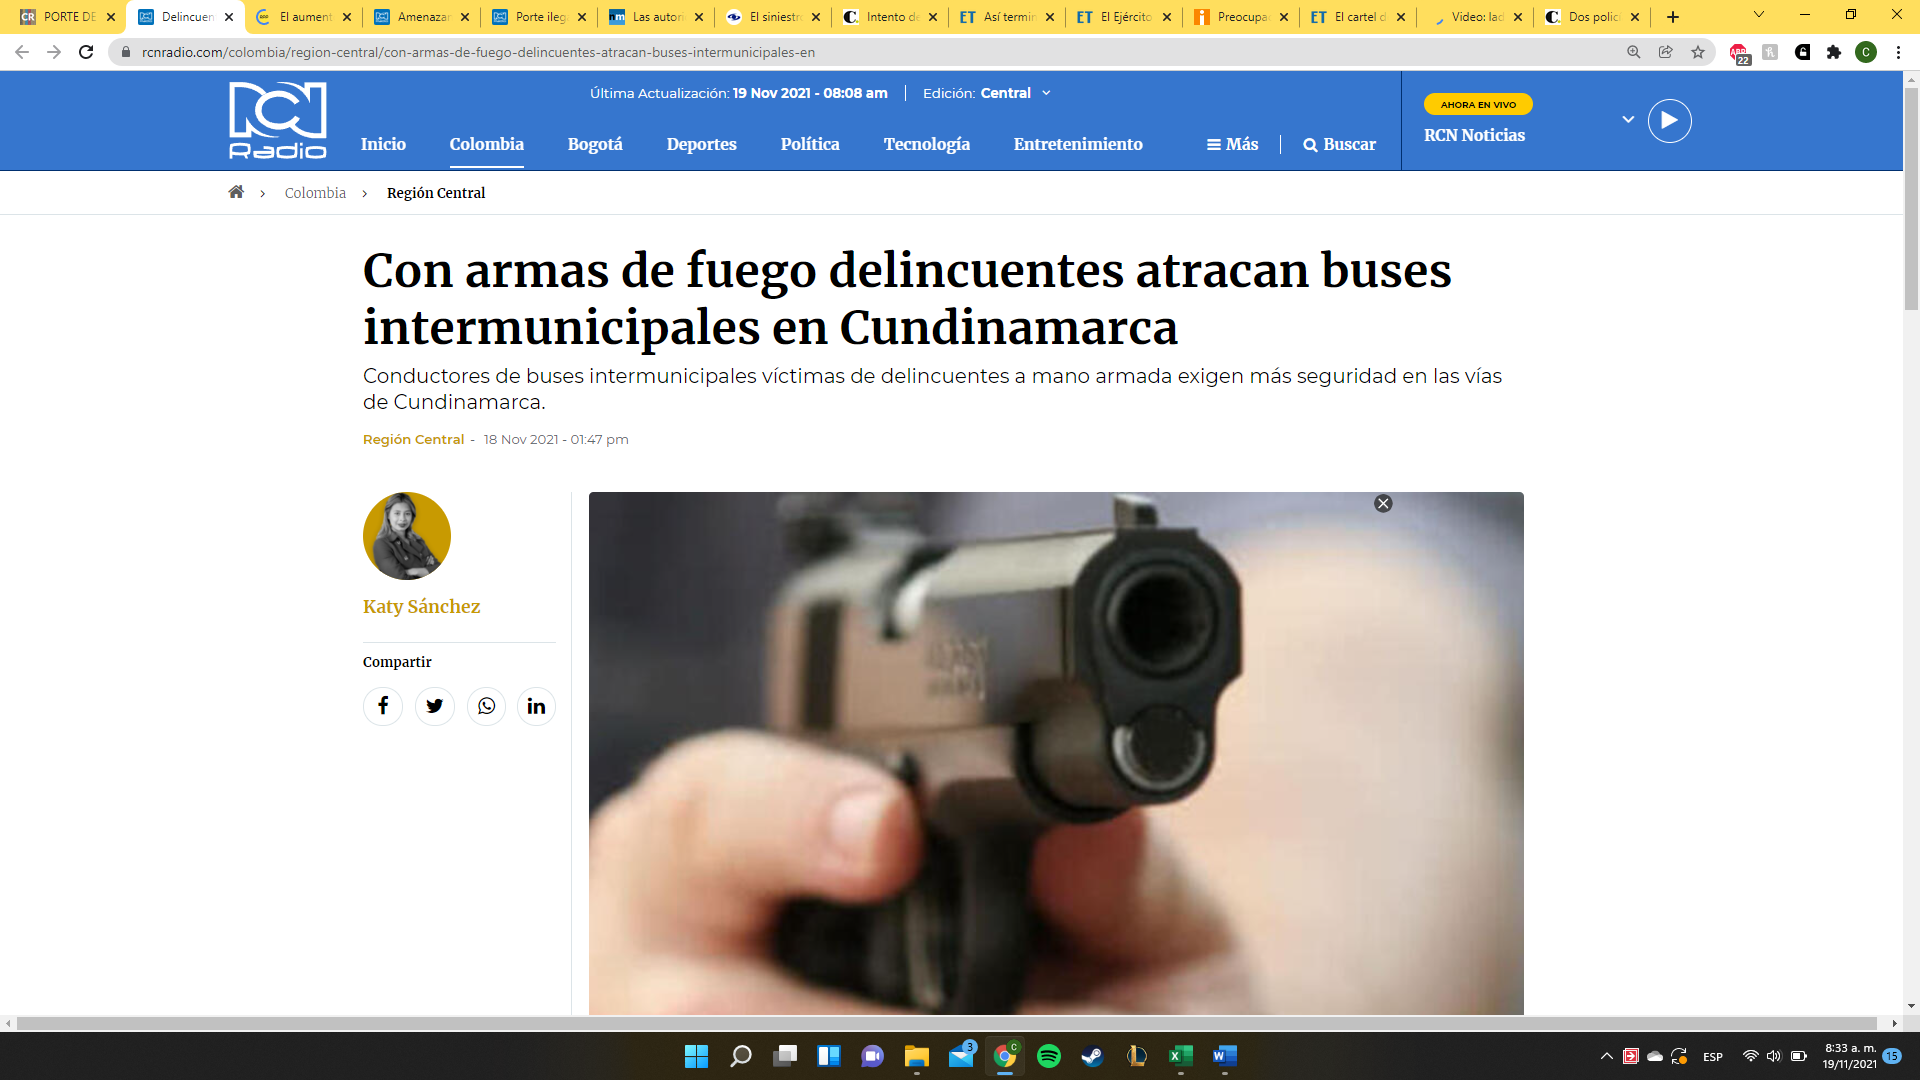 PORTE DE
Delincuen
El aument
Amenazar
Porte ileg
Las autori
El siniestr
Intento de
Así termin
El Ejército
Preocupa
El cartel d
Video: lad
Dos polic
rcnradio.com/colombia/region-central/con-armas-de-fuego-delincuentes-atracan-buses-intermunicipales-en
22
C
RCN Radio
Última Actualización: 19 Nov 2021 - 08:08 am
Edición: Central
Inicio
Colombia
Bogotá
Deportes
Política
Tecnología
Entretenimiento
Más
Buscar
AHORA EN VIVO
RCN Noticias
Colombia
Región Central
Con armas de fuego delincuentes atracan buses
intermunicipales en Cundinamarca
Conductores de buses intermunicipales víctimas de delincuentes a mano armada exigen más seguridad en las vías
de Cundinamarca.
Región Central - 18 Nov 2021 - 01:47 pm
Katy Sánchez
Compartir
3
ESP
8:33 a. m.
19/11/2021
15